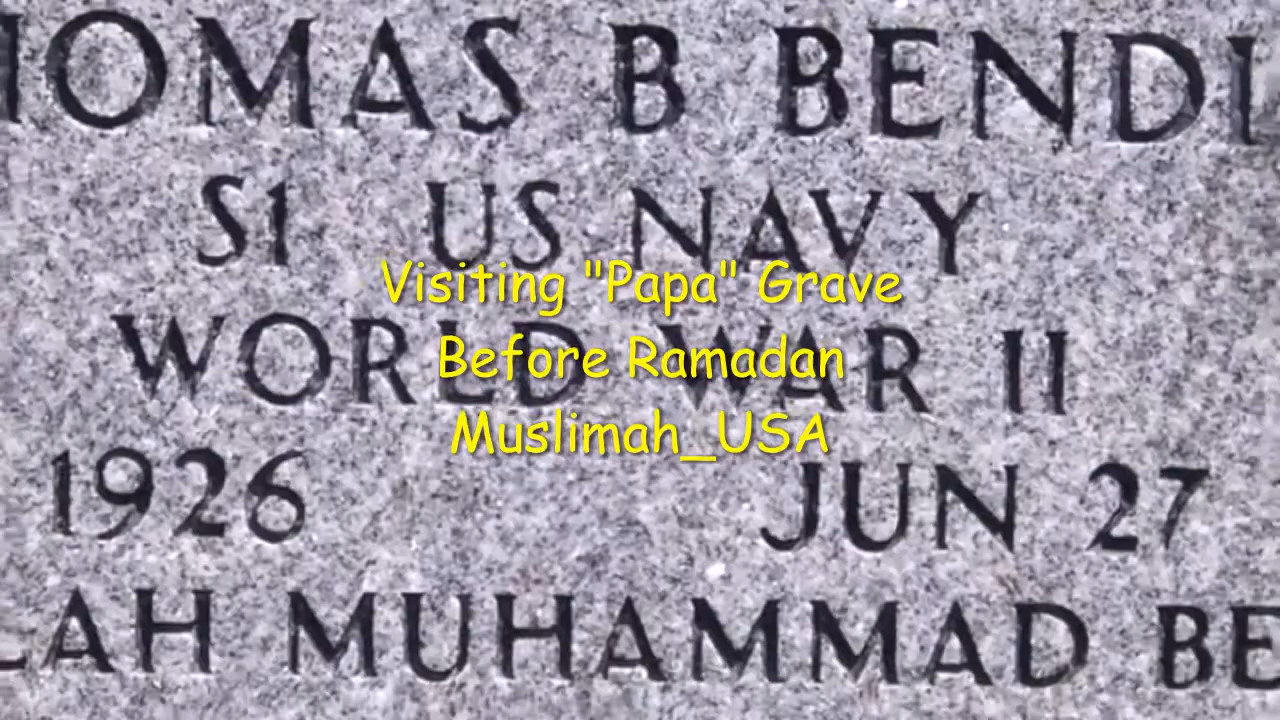 HOMAS B BENDI
S1 US NAVY
Visiting "Papa" Grave
WORLD WAR II
Before Ramadan
Muslimah_USA
1926 JUN 27
LAH MUHAMMAD BE